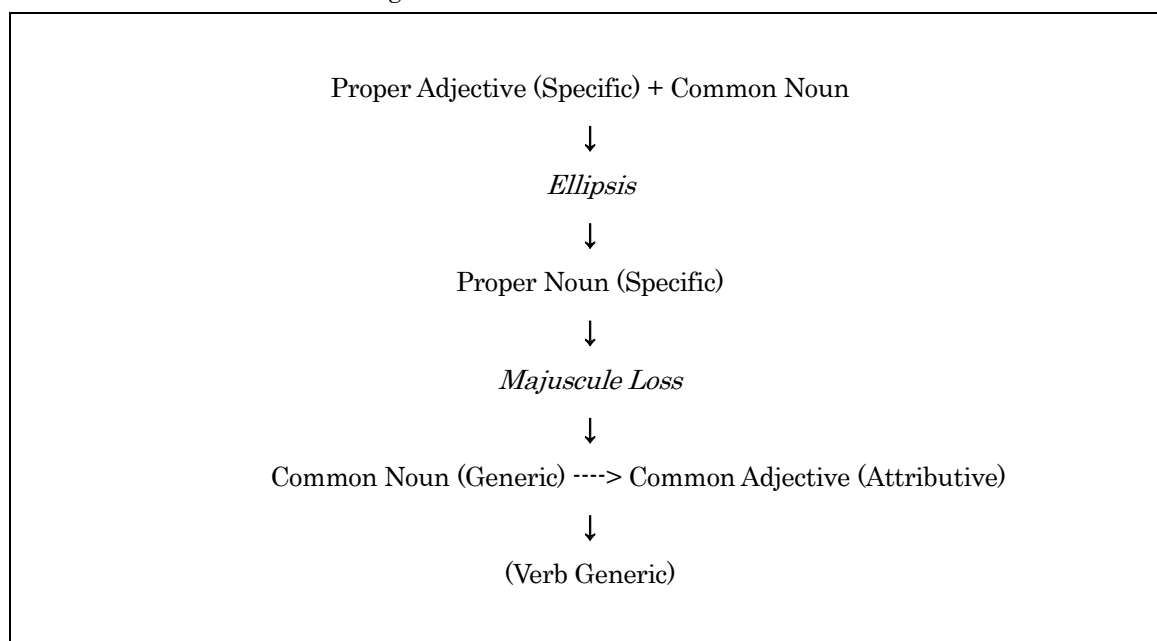 Proper Adjective (Specific) + Common Noun
↓
Ellipsis
↓
Proper Noun (Specific)
↓
Majuscule Loss
↓
Common Noun (Generic) ----> Common Adjective (Attributive)
↓
(Verb Generic)